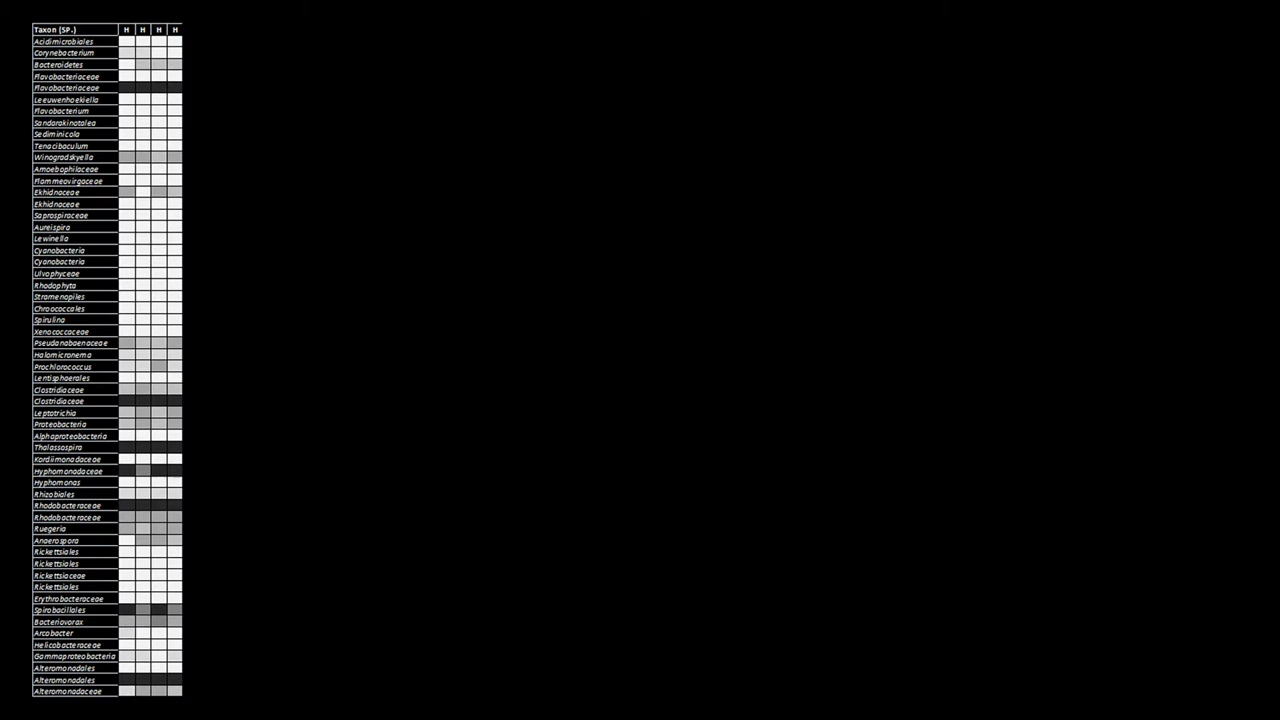 Taxon (SP.) H H H H
Acidimicrobiales
Corynebacterium
Bacteroidetes
Flavobacteriaceae
Flavobacteriaceae
Leeuwenhoekiella
Flavobacterium
Sandarakinotalea
Sediminicola
Tenacibaculum
Winogradskyella
Amoebophilaceae
Flammeovirgaceae
Ekhidnaceae
Ekhidnaceae
Saprospiraceae
Aureispira
Lewinella
Cyanobacteria
Cyanobacteria
Ulvophyceae
Rhodophyta
Stramenopiles
Chroococcales
Spirulina
Xenococcaceae
Pseudanabaenaceae
Halomicronema
Prochlorococcus
Lentisphaerales
Clostridiaceae
Clostridiaceae
Leptotrichia
Proteobacteria
Alphaproteobacteria
Thalassospira
Kordiimonadaceae
Hyphomonadaceae
Hyphomonas
Rhizobiales
Rhodobacteraceae
Rhodobacteraceae
Ruegeria
Anaerospora
Rickettsiales
Rickettsiales
Rickettsiaceae
Rickettsiales
Erythrobacteraceae
Spirobacillales
Bacteriovorax
Arcobacter
Helicobacteraceae
Gammaproteobacteria
Alteromonadales
Alteromonadales
Alteromonadaceae